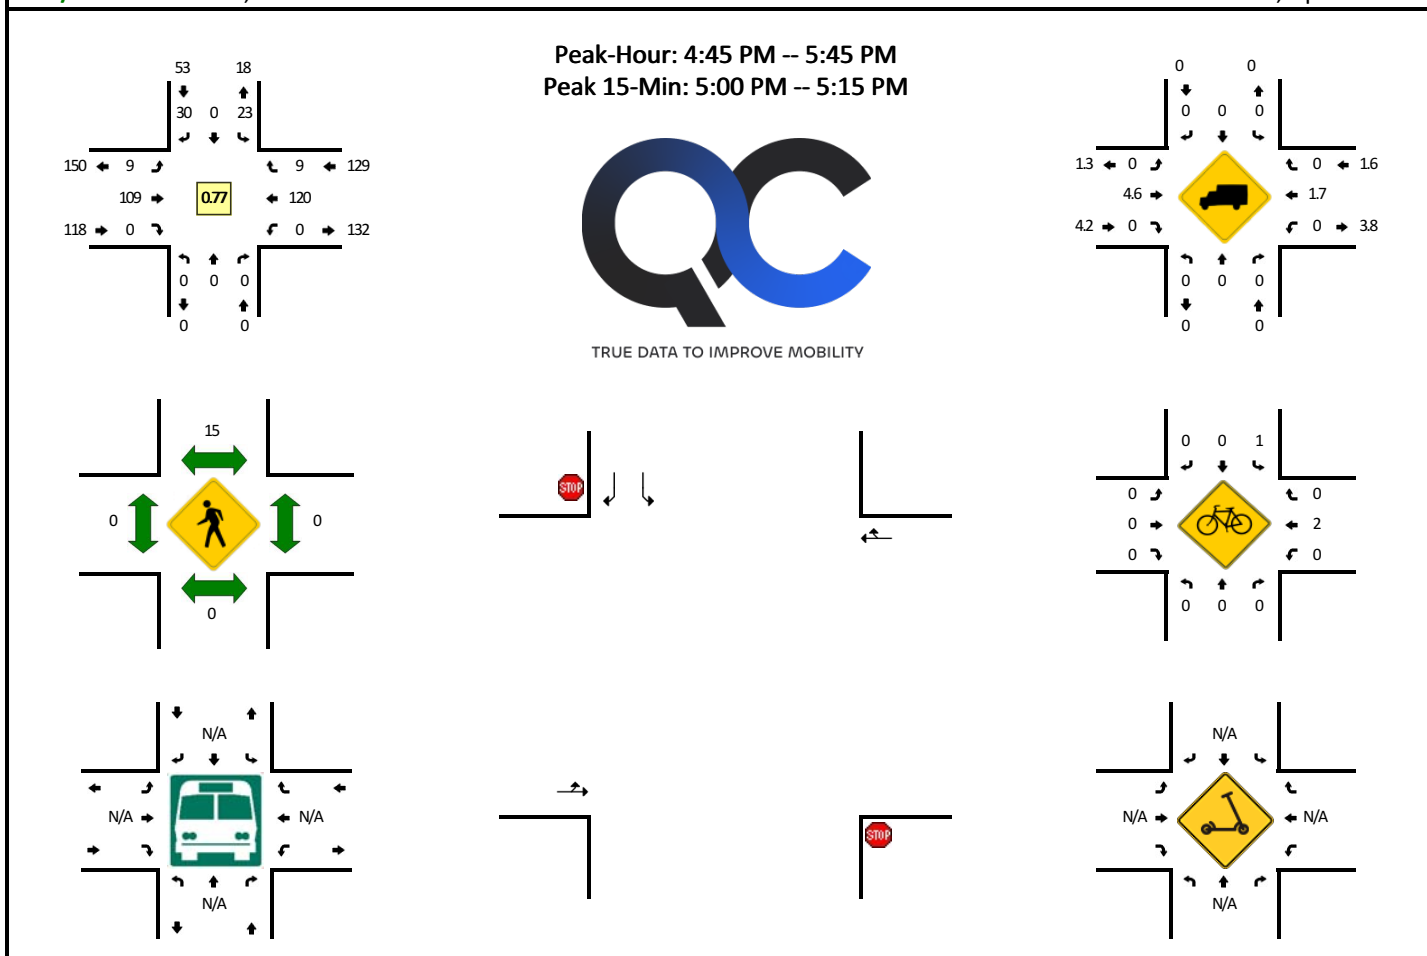 Peak-Hour: 4:45 PM -- 5:45 PM
Peak 15-Min: 5:00 PM -- 5:15 PM
53 18
30 0 23
150 9 9 129
109 0.77 120
118 0 0 132
0 0 0
0 0
0 0
0 0 0
1.3 0 0 1.6
4.6 1.7
4.2 0 0 3.8
0 0 0
0 0
QC
TRUE DATA TO IMPROVE MOBILITY
15
0 0
0
STOP
STOP
0 0 1
0 0
0 2
0 0
0 0 0
N/A
N/A N/A
N/A
N/A
N/A N/A
N/A